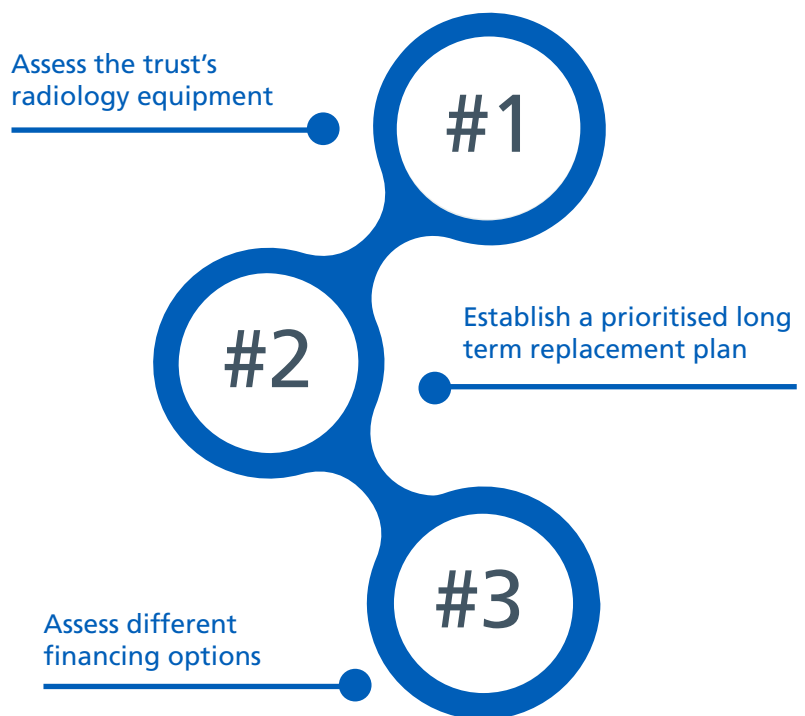 Assess the trust's
radiology equipment
#1
#2
Establish a prioritised long
term replacement plan
#3
Assess different
financing options